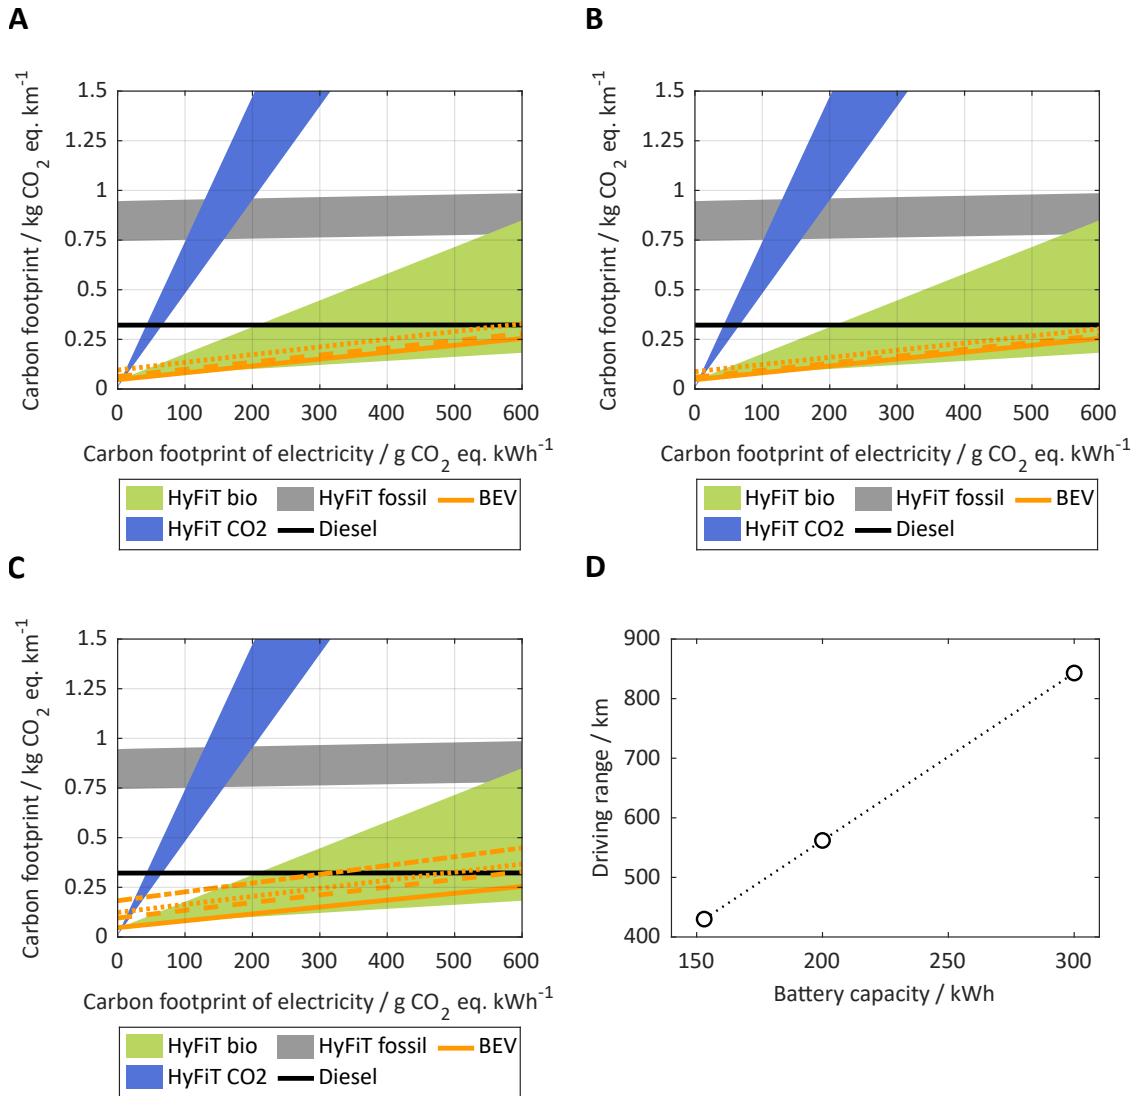 A
Carbon footprint / kg CO2 eq. km-1
1.5
1.25
1
0.75
0.5
0.25
0
0 100 200 300 400 500 600
Carbon footprint of electricity / g CO2 eq. kWh-1
HyFiT bio HyFiT fossil BEV
HyFiT CO2 Diesel
B
Carbon footprint / kg CO2 eq. km-1
1.5
1.25
1
0.75
0.5
0.25
0
0 100 200 300 400 500 600
Carbon footprint of electricity / g CO2 eq. kWh-1
HyFiT bio HyFiT fossil BEV
HyFiT CO2 Diesel
C
Carbon footprint / kg CO2 eq. km-1
1.5
1.25
1
0.75
0.5
0.25
0
0 100 200 300 400 500 600
Carbon footprint of electricity / g CO2 eq. kWh-1
HyFiT bio HyFiT fossil BEV
HyFiT CO2 Diesel
D
Driving range / km
900
800
700
600
500
400
150 200 250 300
Battery capacity / kWh